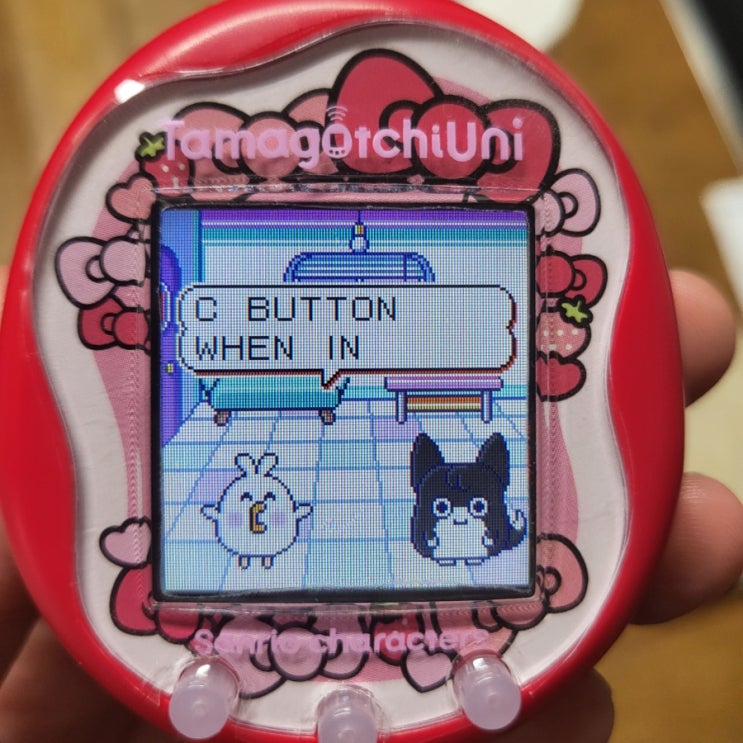 TamagotchiUni
C BUTTON
WHEN IN
Sanrio characters